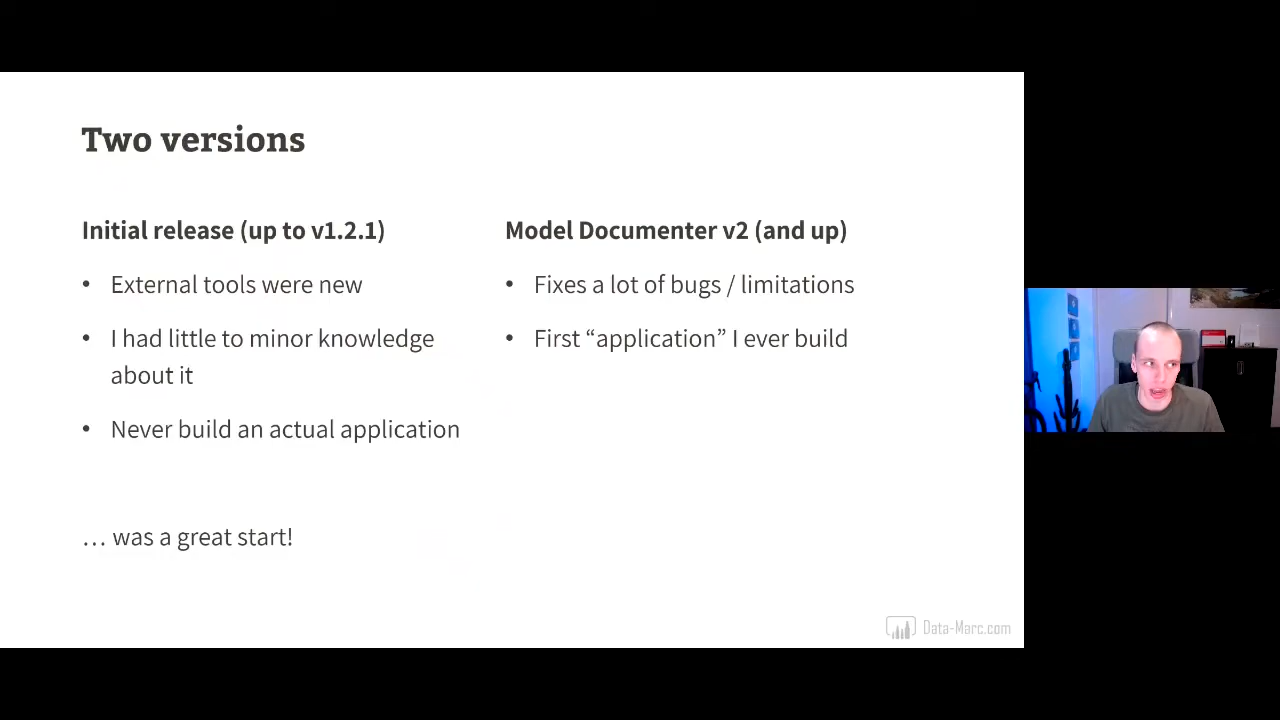 Two versions
Initial release (up to v1.2.1)
• External tools were new
• I had little to minor knowledge
about it
• Never build an actual application
… was a great start!
Model Documenter v2 (and up)
• Fixes a lot of bugs / limitations
• First “application” I ever build
Data-Marc.com